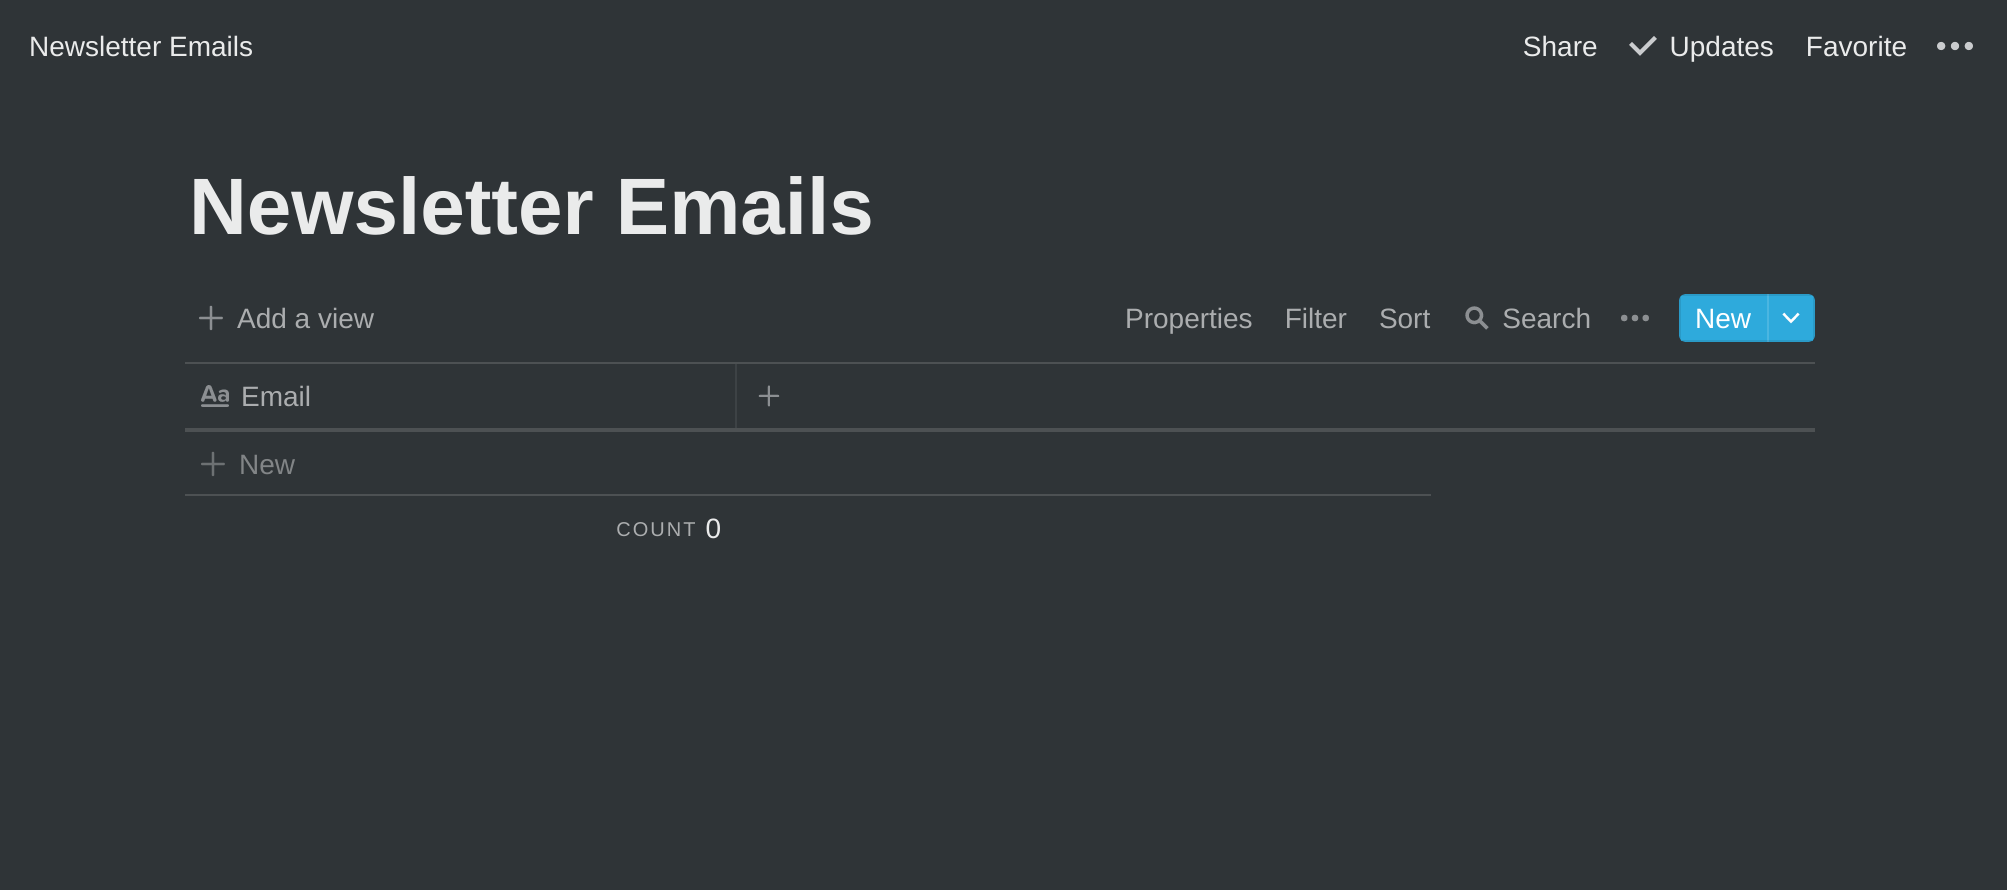 Newsletter Emails Share Updates Favorite
Newsletter Emails
Add a view Properties Filter Sort Search New
Aa Email
New
COUNT 0